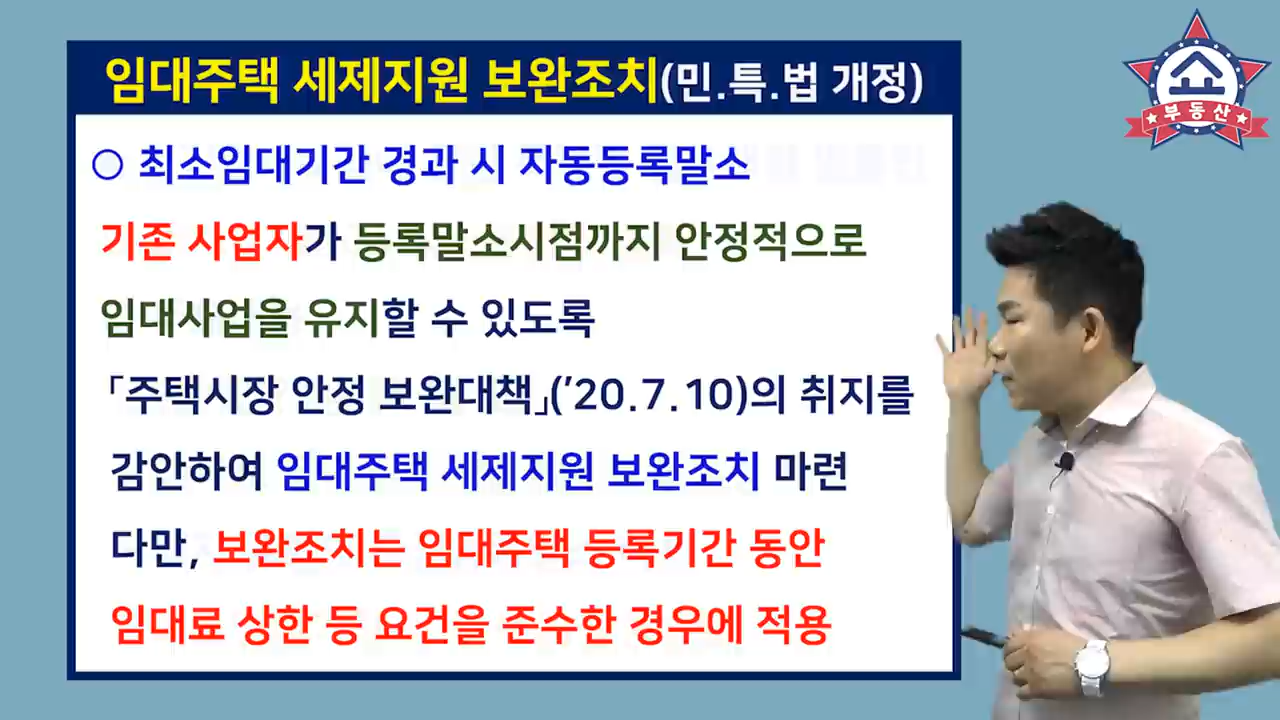 임대주택 세제지원 보완조치(민.특.법 개정)
○ 최소임대기간 경과 시 자동등록말소
기존 사업자가 등록말소시점까지 안정적으로
임대사업을 유지할 수 있도록
「주택시장 안정 보완대책」(’20.7.10)의 취지를
감안하여 임대주택 세제지원 보완조치 마련
다만, 보완조치는 임대주택 등록기간 동안
임대료 상한 등 요건을 준수한 경우에 적용
쇼
부동산